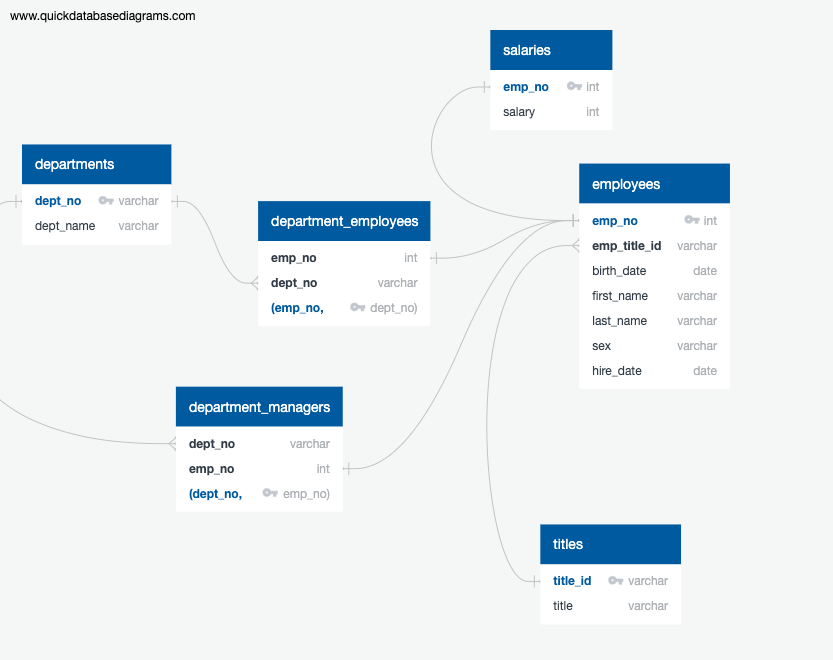 www.quickdatabasediagrams.com
salaries
emp_no int
salary int
departments
dept_no varchar
dept_name varchar
employees
emp_no int
emp_title_id varchar
birth_date date
first_name varchar
last_name varchar
sex varchar
hire_date date
department_employees
emp_no int
dept_no varchar
(emp_no, dept_no)
department_managers
dept_no varchar
emp_no int
(dept_no, emp_no)
titles
title_id varchar
title varchar